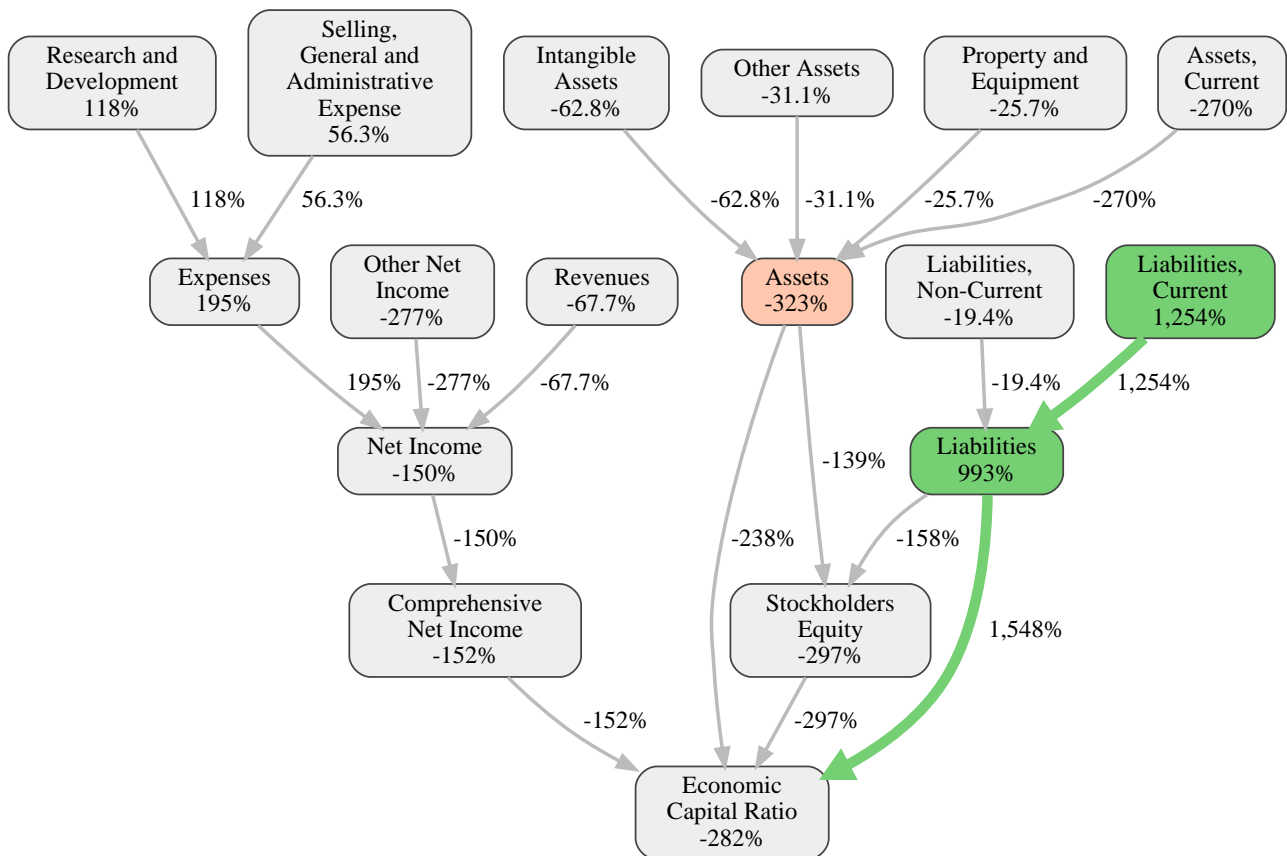 Research and
Development
118%
Selling,
General and
Administrative
Expense
56.3%
Intangible
Assets
-62.8%
Other Assets
-31.1%
Property and
Equipment
-25.7%
Assets,
Current
-270%
118%
56.3%
-62.8%
-31.1%
-25.7%
-270%
Expenses
195%
Other Net
Income
-277%
Revenues
-67.7%
Assets
-323%
Liabilities,
Non-Current
-19.4%
Liabilities,
Current
1,254%
195%
-277%
-67.7%
-19.4%
1,254%
Net Income
-150%
-139%
Liabilities
993%
-150%
-238%
-158%
Comprehensive
Net Income
-152%
Stockholders
Equity
-297%
1,548%
-152%
-297%
Economic
Capital Ratio
-282%